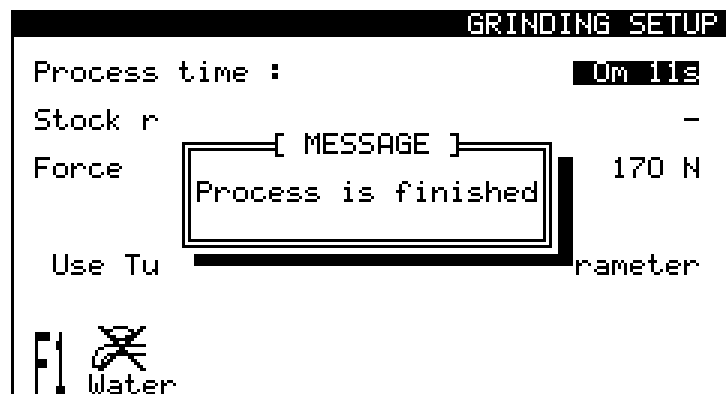 GRINDING SETUP
Process time : 0m 11s
Stock r –
[ MESSAGE ]
Force 170 N
Process is finished
Use Tu rameter
F1 Water